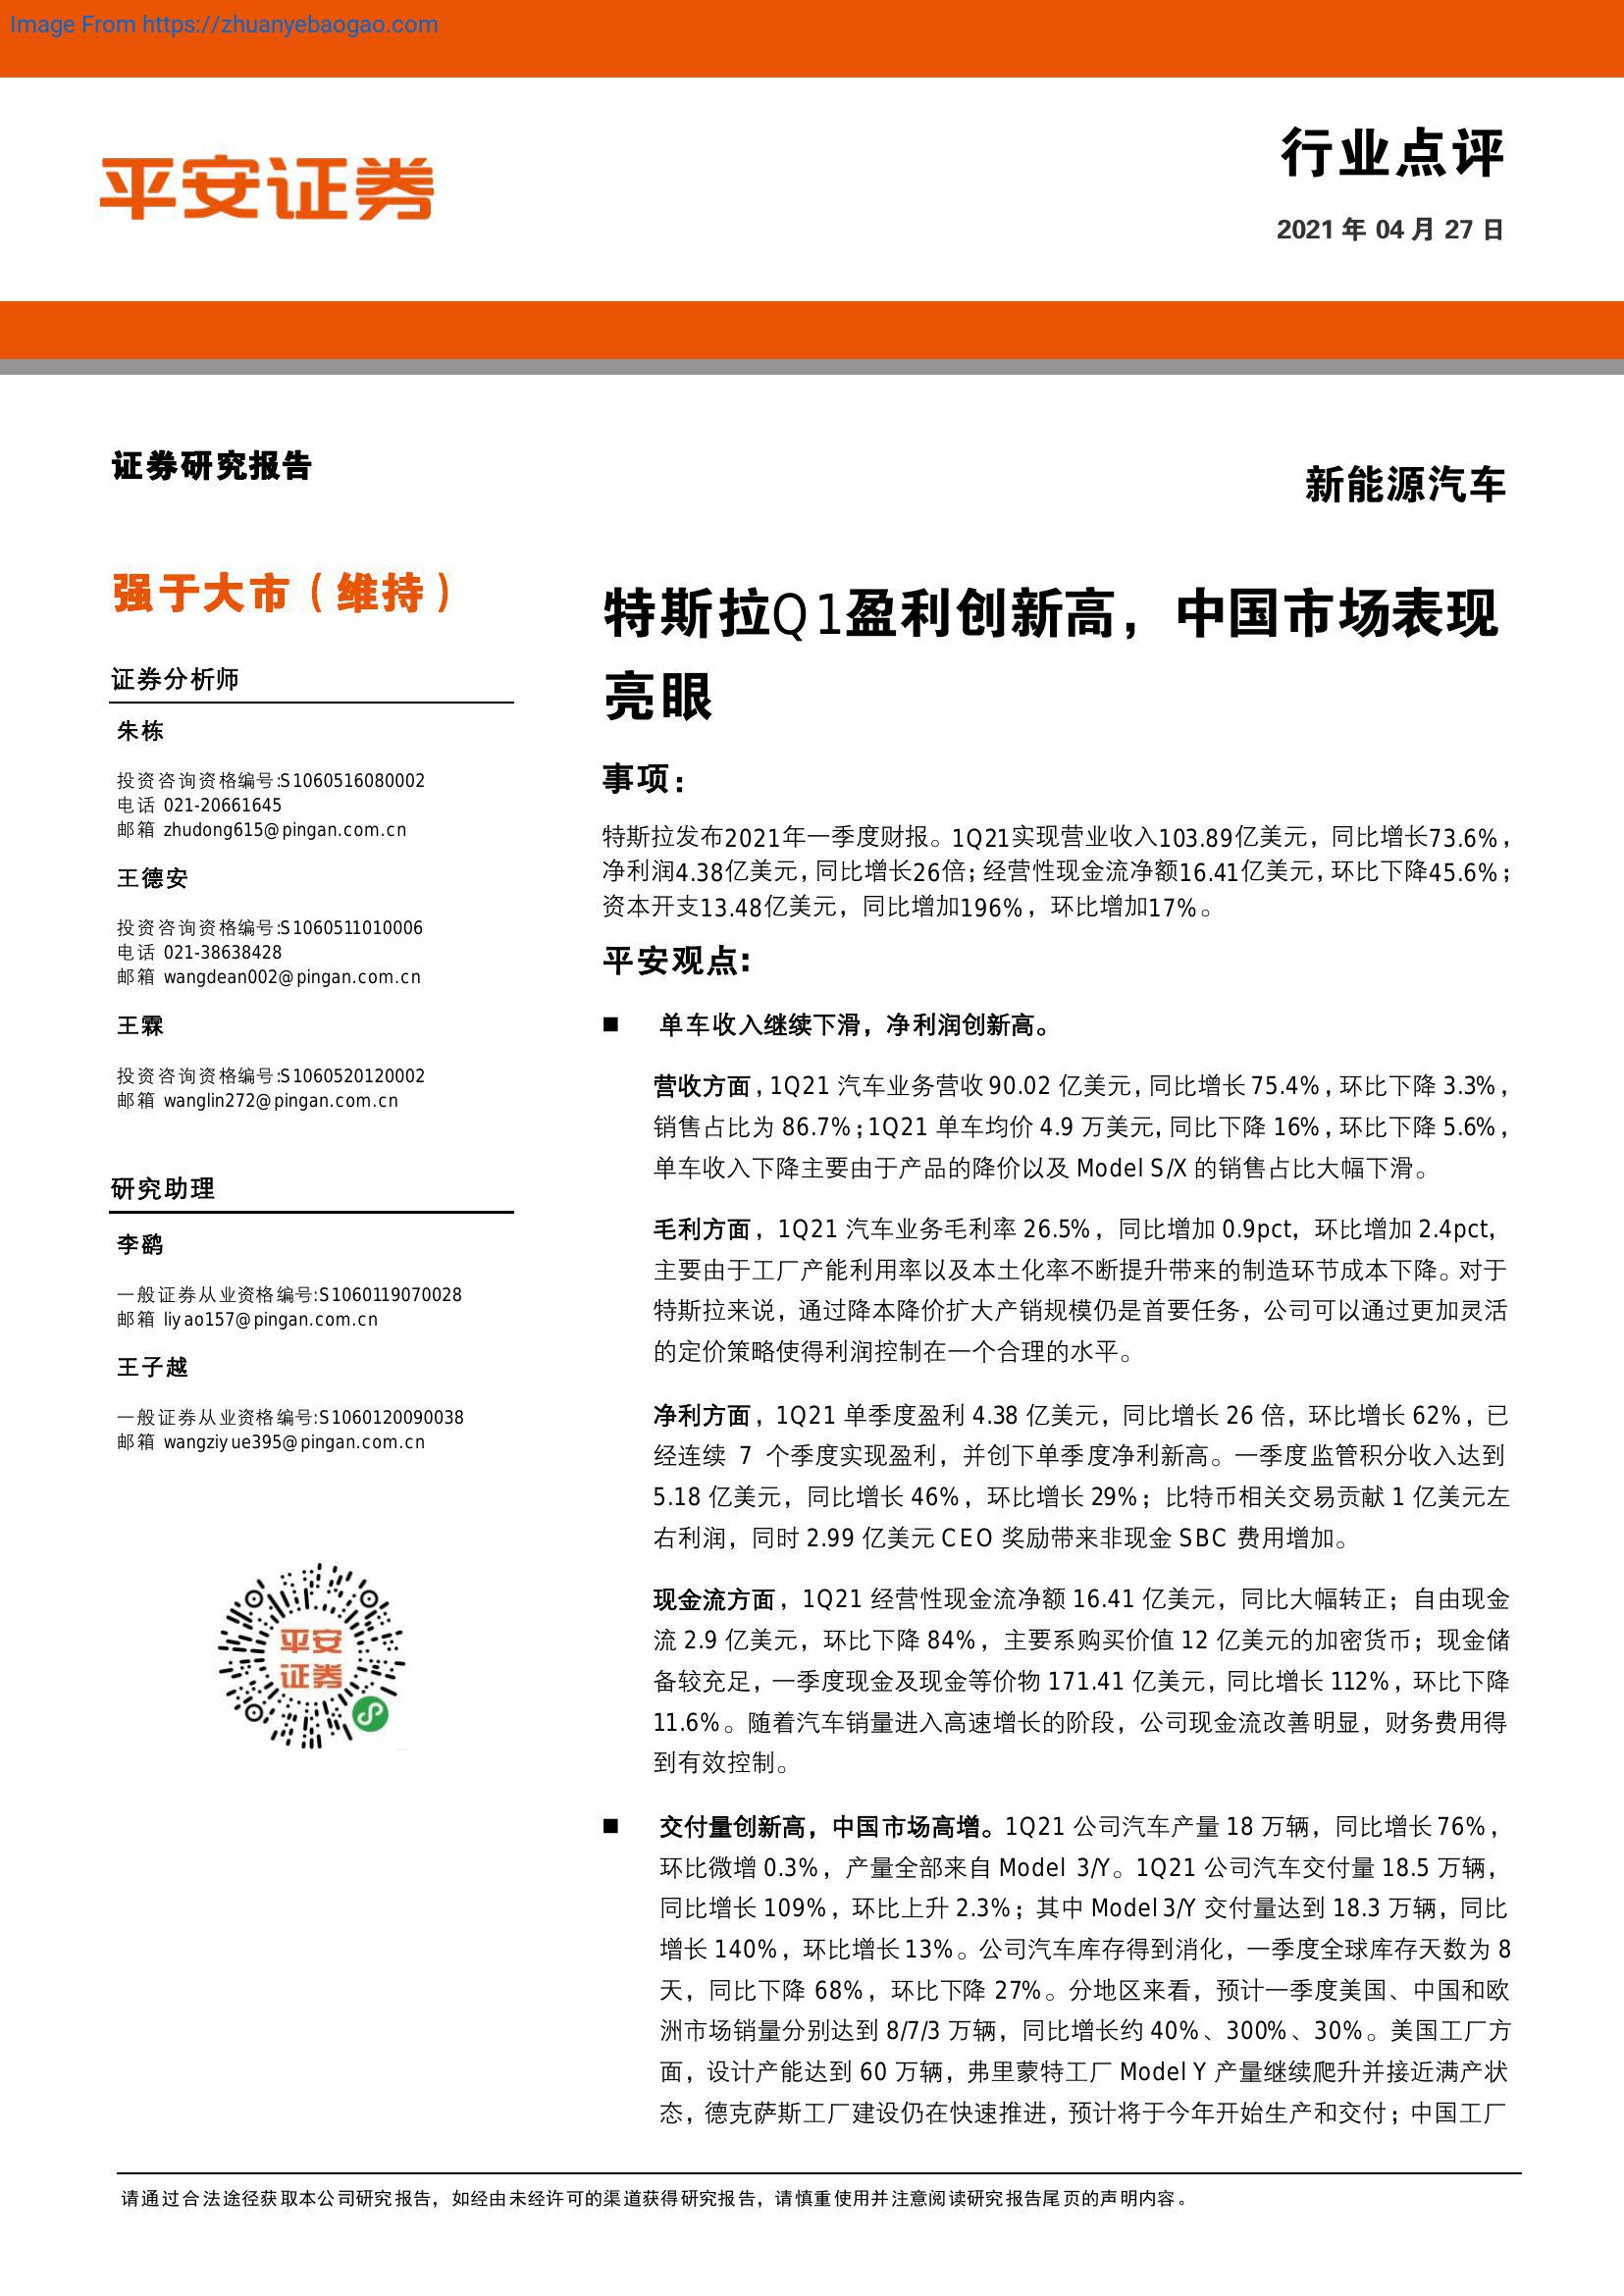 Image From https://zhuanyebaogao.com
平安证券
行业点评
2021 年 04 月 27 日
证券研究报告
新能源汽车
强于大市（维持）
证券分析师
朱栋
投资咨询资格编号:S1060516080002
电话 021-20661645
邮箱 zhudong615@pingan.com.cn
王德安
投资咨询资格编号:S1060511010006
电话 021-38638428
邮箱 wangdean002@pingan.com.cn
王霖
投资咨询资格编号:S1060520120002
邮箱 wanglin272@pingan.com.cn
研究助理
李鹞
一般证券从业资格编号:S1060119070028
邮箱 liyao157@pingan.com.cn
王子越
一般证券从业资格编号:S1060120090038
邮箱 wangziyue395@pingan.com.cn
平安
证券
特斯拉Q1盈利创新高，中国市场表现
亮眼
事项：
特斯拉发布2021年一季度财报。1Q21实现营业收入103.89亿美元，同比增长73.6%，
净利润4.38亿美元，同比增长26倍；经营性现金流净额16.41亿美元，环比下降45.6%；
资本开支13.48亿美元，同比增加196%，环比增加17%。
平安观点:
■ 单车收入继续下滑，净利润创新高。
营收方面，1Q21 汽车业务营收 90.02 亿美元，同比增长 75.4%，环比下降 3.3%，
销售占比为 86.7%；1Q21 单车均价 4.9 万美元，同比下降 16%，环比下降 5.6%，
单车收入下降主要由于产品的降价以及 Model S/X 的销售占比大幅下滑。
毛利方面，1Q21 汽车业务毛利率 26.5%，同比增加 0.9pct，环比增加 2.4pct，
主要由于工厂产能利用率以及本土化率不断提升带来的制造环节成本下降。对于
特斯拉来说，通过降本降价扩大产销规模仍是首要任务，公司可以通过更加灵活
的定价策略使得利润控制在一个合理的水平。
净利方面，1Q21 单季度盈利 4.38 亿美元，同比增长 26 倍，环比增长 62%，已
经连续 7 个季度实现盈利，并创下单季度净利新高。一季度监管积分收入达到
5.18 亿美元，同比增长 46%，环比增长 29%；比特币相关交易贡献 1 亿美元左
右利润，同时 2.99 亿美元 CEO 奖励带来非现金 SBC 费用增加。
现金流方面，1Q21 经营性现金流净额 16.41 亿美元，同比大幅转正；自由现金
流 2.9 亿美元，环比下降 84%，主要系购买价值 12 亿美元的加密货币；现金储
备较充足，一季度现金及现金等价物 171.41 亿美元，同比增长 112%，环比下降
11.6%。随着汽车销量进入高速增长的阶段，公司现金流改善明显，财务费用得
到有效控制。
■ 交付量创新高，中国市场高增。1Q21 公司汽车产量 18 万辆，同比增长 76%，
环比微增 0.3%，产量全部来自 Model 3/Y。1Q21 公司汽车交付量 18.5 万辆，
同比增长 109%，环比上升 2.3%；其中 Model 3/Y 交付量达到 18.3 万辆，同比
增长 140%，环比增长 13%。公司汽车库存得到消化，一季度全球库存天数为 8
天，同比下降 68%，环比下降 27%。分地区来看，预计一季度美国、中国和欧
洲市场销量分别达到 8/7/3 万辆，同比增长约 40%、300%、30%。美国工厂方
面，设计产能达到 60 万辆，弗里蒙特工厂 Model Y 产量继续爬升并接近满产状
态，德克萨斯工厂建设仍在快速推进，预计将于今年开始生产和交付；中国工厂
请通过合法途径获取本公司研究报告，如经由未经许可的渠道获得研究报告，请慎重使用并注意阅读研究报告尾页的声明内容。